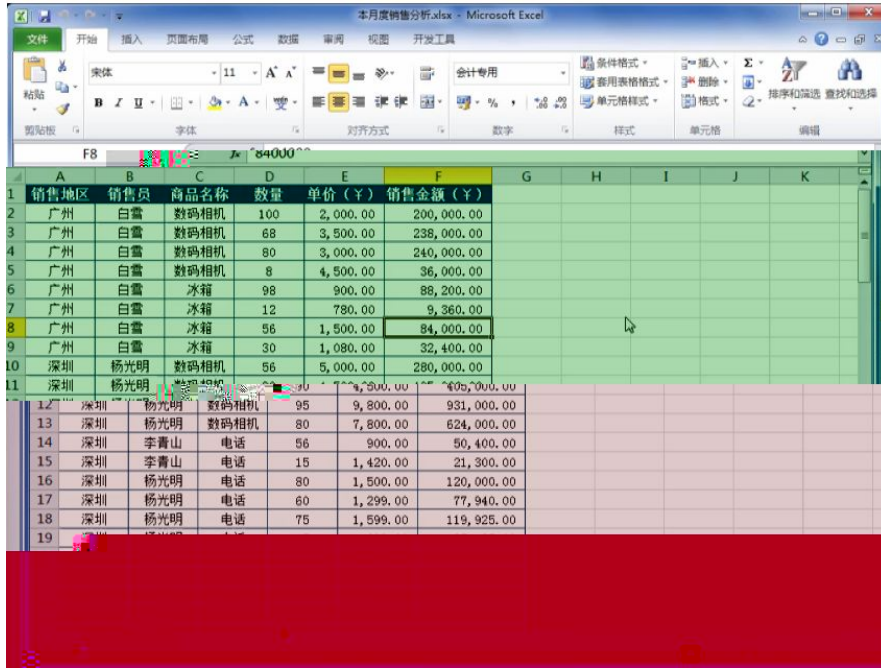 本月度销售分析.xlsx - Microsoft Excel
文件 开始 插入 页面布局 公式 数据 审阅 视图 开发工具
宋体 11 A A 会计专用 条件格式 插入 Σ
粘贴 B I U A 变 % , 套用表格格式 删除 排序和筛选 查找和选择
单元格样式 格式
剪贴板 字体 对齐方式 数字 样式 单元格 编辑
F8 fx 84000
A B C D E F G H I J K
1 销售地区 销售员 商品名称 数量 单价（￥） 销售金额（￥）
2 广州 白雪 数码相机 100 2,000.00 200,000.00
3 广州 白雪 数码相机 68 3,500.00 238,000.00
4 广州 白雪 数码相机 80 3,000.00 240,000.00
5 广州 白雪 数码相机 8 4,500.00 36,000.00
6 广州 白雪 冰箱 98 900.00 88,200.00
7 广州 白雪 冰箱 12 780.00 9,360.00
8 广州 白雪 冰箱 56 1,500.00 84,000.00
9 广州 白雪 冰箱 30 1,080.00 32,400.00
10 深圳 杨光明 数码相机 56 5,000.00 280,000.00
11 深圳 杨光明
12 深圳 杨光明 数码相机 95 9,800.00 931,000.00
13 深圳 杨光明 数码相机 80 7,800.00 624,000.00
14 深圳 李青山 电话 56 900.00 50,400.00
15 深圳 李青山 电话 15 1,420.00 21,300.00
16 深圳 杨光明 电话 80 1,500.00 120,000.00
17 深圳 杨光明 电话 60 1,299.00 77,940.00
18 深圳 杨光明 电话 75 1,599.00 119,925.00
19